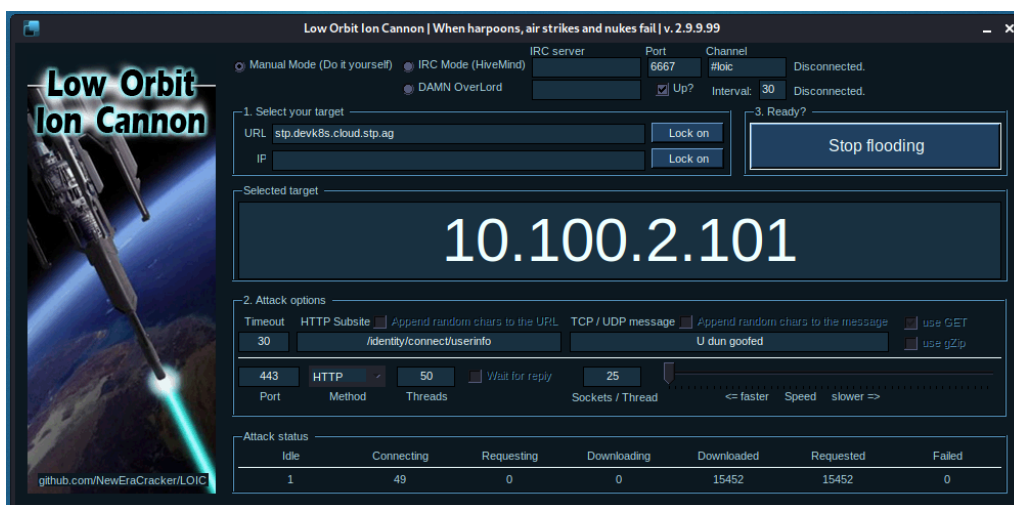 Low Orbit Ion Cannon | When harpoons, air strikes and nukes fail | v. 2.9.9.99
Low Orbit
Ion Cannon
github.com/NewEraCracker/LOIC
IRC server Port Channel
Manual Mode (Do it yourself) IRC Mode (HiveMind) 6667 #loic Disconnected.
DAMN OverLord Up? Interval: 30 Disconnected.
1. Select your target
URL stp.devk8s.cloud.stp.ag Lock on
IP Lock on
3. Ready?
Stop flooding
Selected target
10.100.2.101
2. Attack options
Timeout HTTP Subsite Append random chars to the URL TCP / UDP message Append random chars to the message use GET
30 /identity/connect/userinfo U dun goofed use gZip
443 HTTP 50 Wait for reply 25
Port Method Threads Sockets / Thread <= faster Speed slower =>
Attack status
Idle Connecting Requesting Downloading Downloaded Requested Failed
1 49 0 0 15452 15452 0